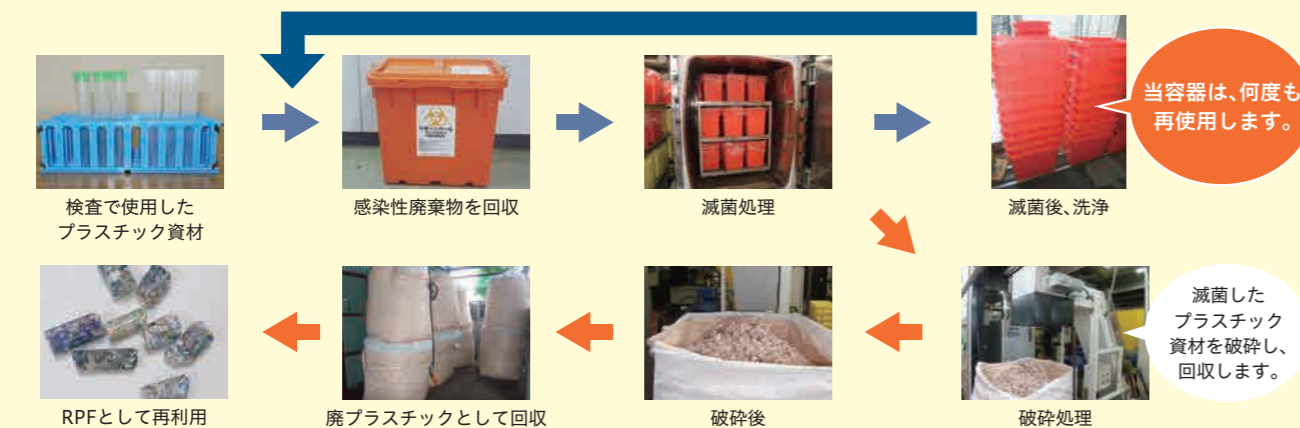 当容器は、何度も
再使用します。
検査で使用した
プラスチック資材
感染性廃棄物を回収
滅菌処理
滅菌後、洗浄
滅菌した
プラスチック
資材を破砕し、
回収します。
RPFとして再利用
廃プラスチックとして回収
破砕後
破砕処理